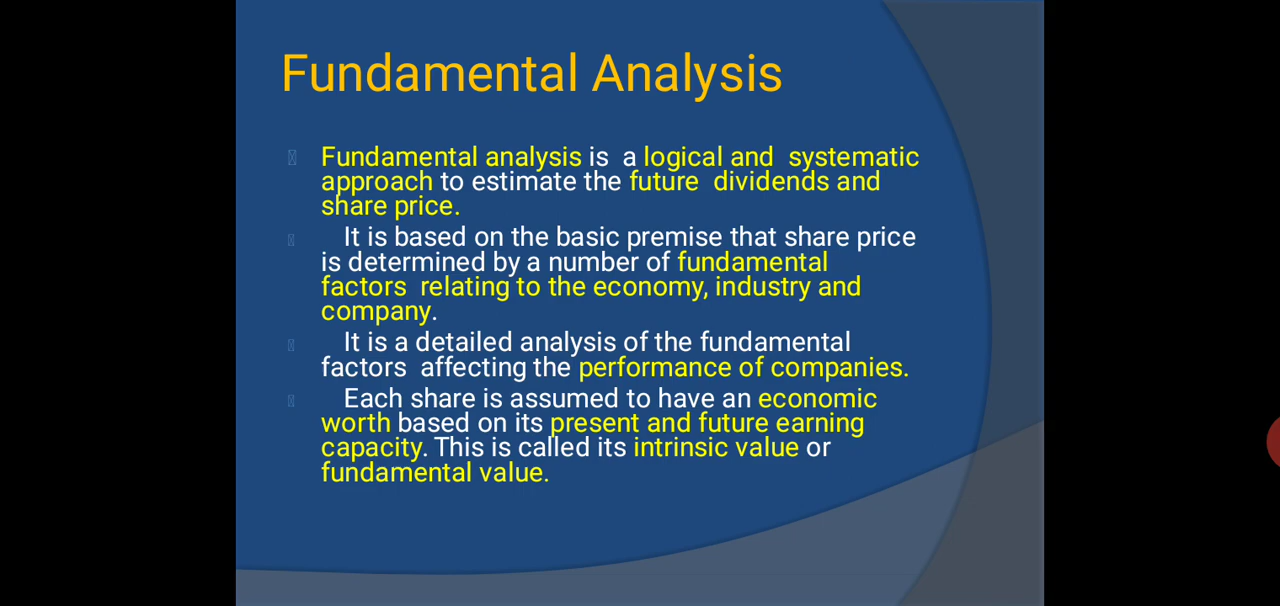 Fundamental Analysis
Fundamental analysis is a logical and systematic
approach to estimate the future dividends and
share price.
It is based on the basic premise that share price
is determined by a number of fundamental
factors relating to the economy, industry and
company.
It is a detailed analysis of the fundamental
factors affecting the performance of companies.
Each share is assumed to have an economic
worth based on its present and future earning
capacity. This is called its intrinsic value or
fundamental value.